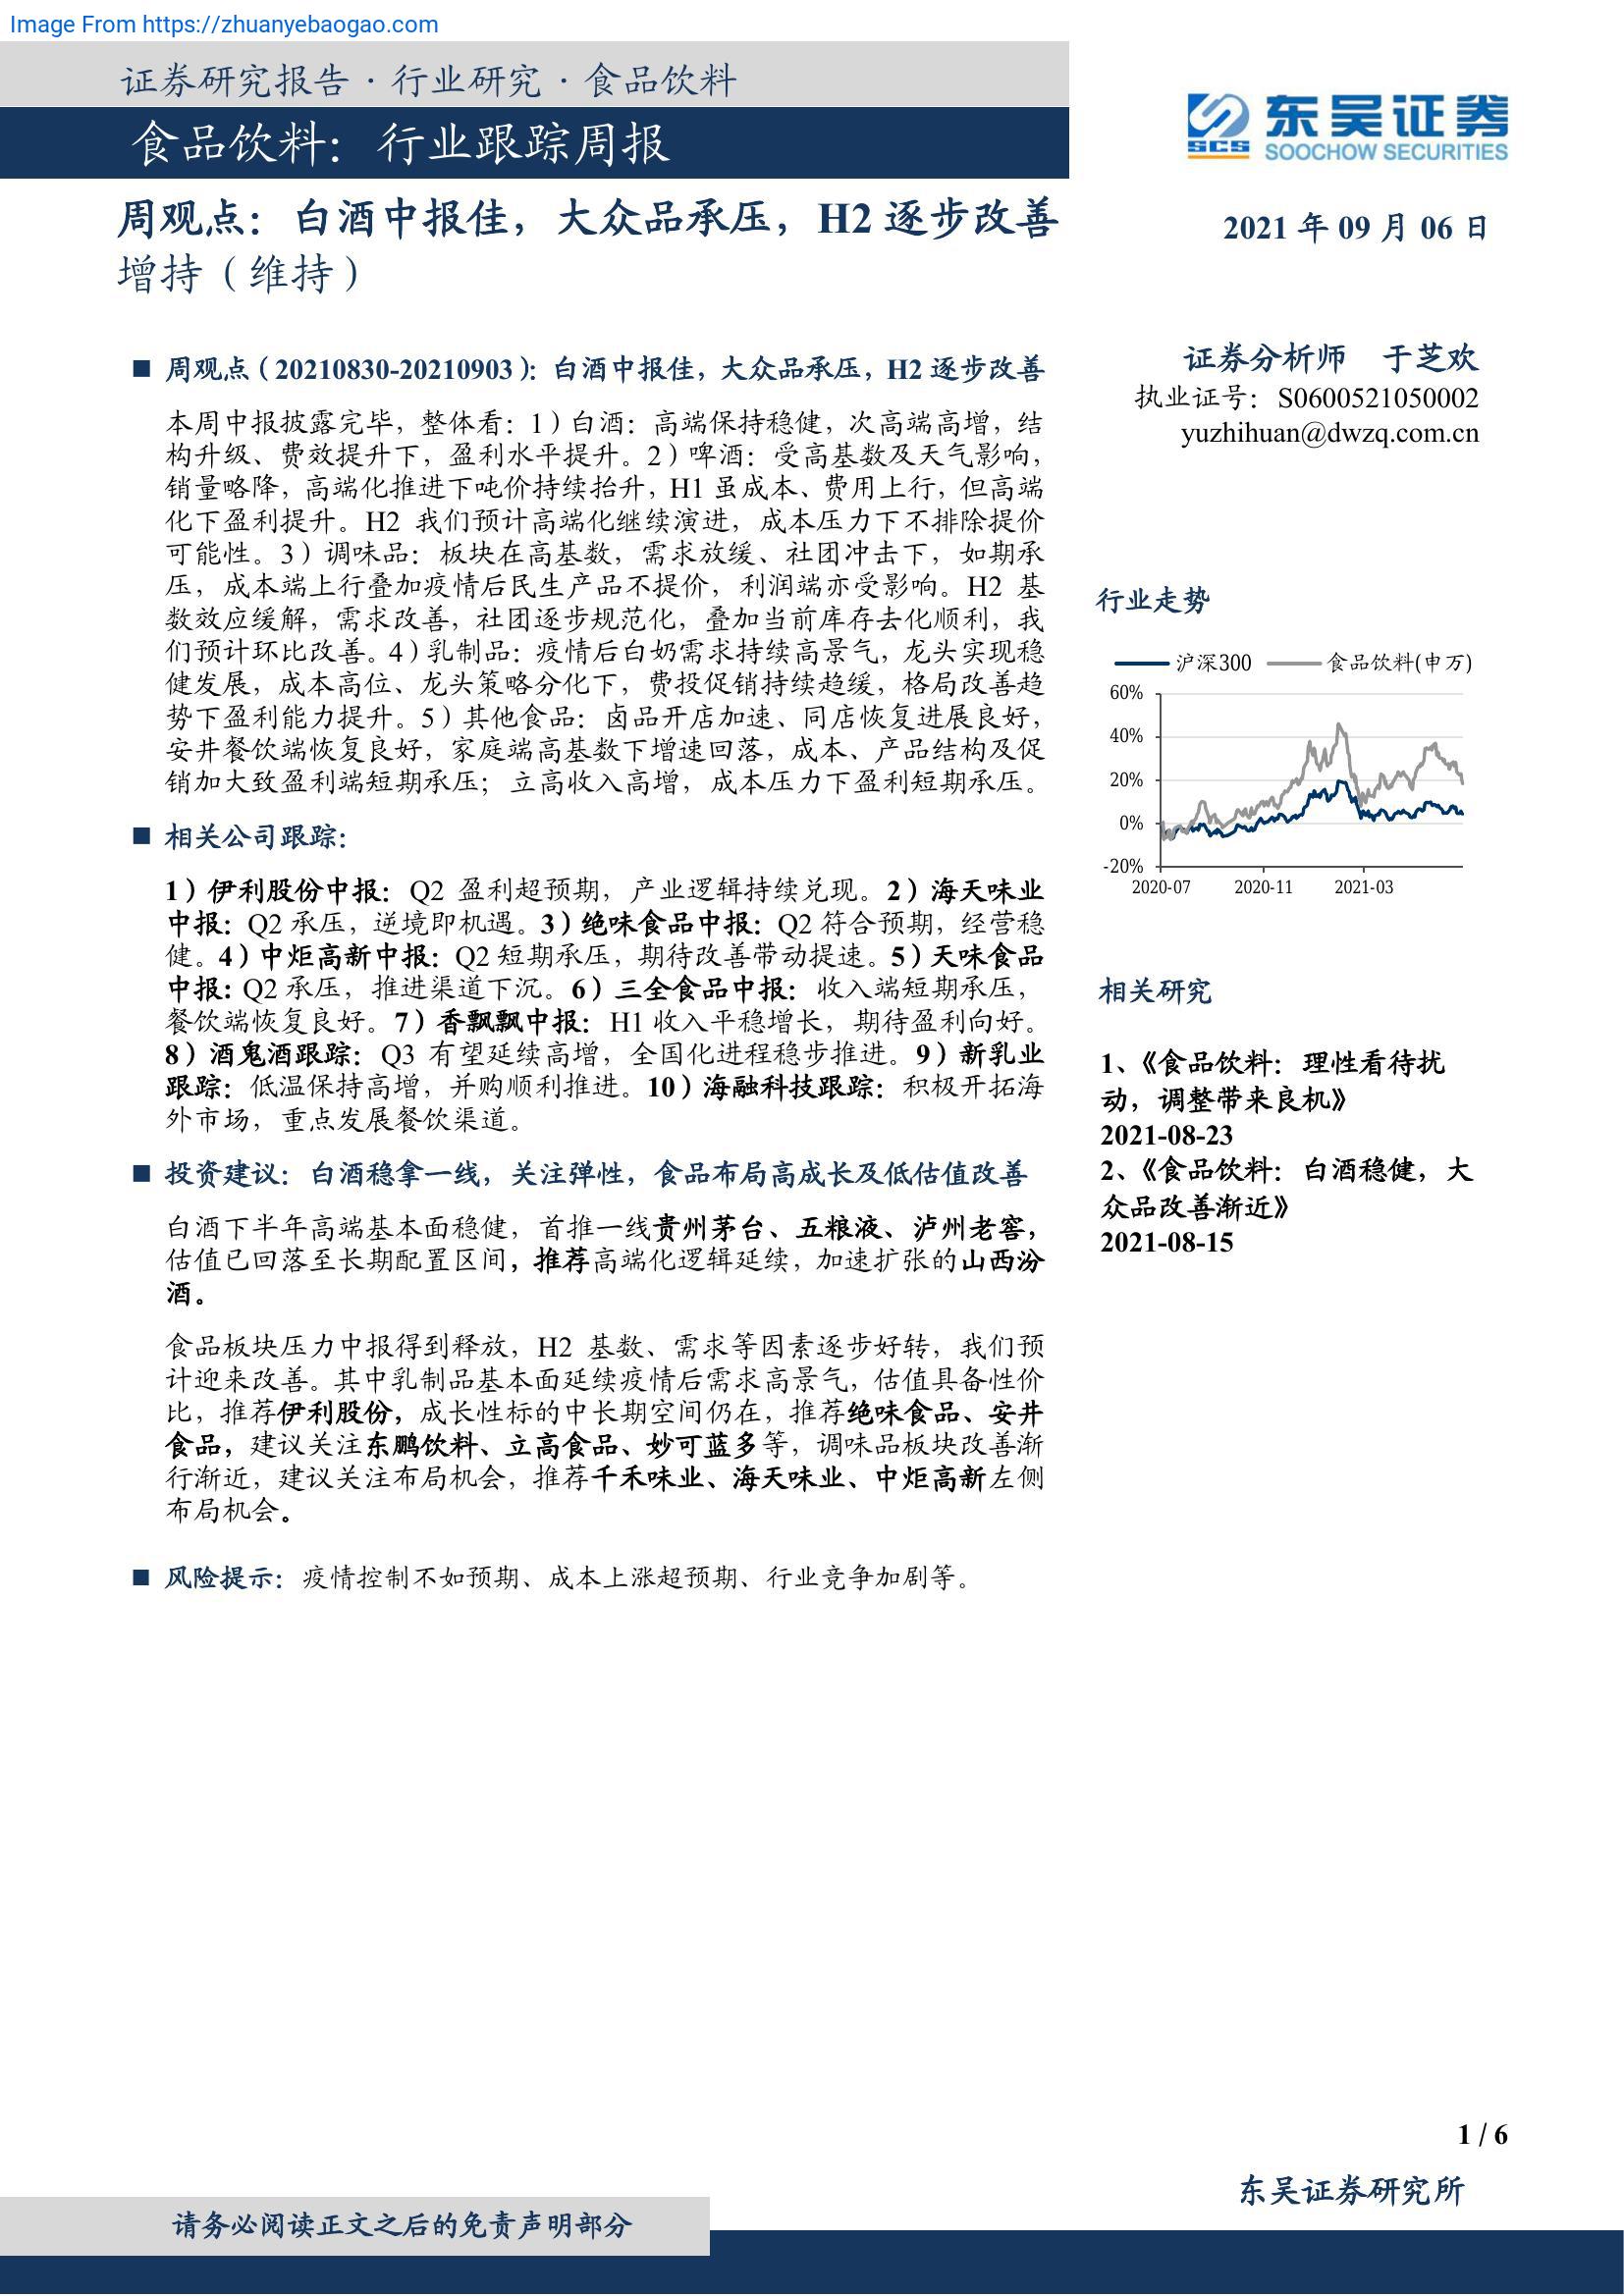 Image From https://zhuanyebaogao.com
证券研究报告·行业研究·食品饮料
食品饮料：行业跟踪周报
东吴证券
SCS
SOOCHOW SECURITIES
周观点：白酒中报佳，大众品承压，H2 逐步改善
增持（维持）
2021 年 09 月 06 日
■ 周观点（20210830-20210903）：白酒中报佳，大众品承压，H2 逐步改善
本周中报披露完毕，整体看：1）白酒：高端保持稳健，次高端高增，结
构升级、费效提升下，盈利水平提升。2）啤酒：受高基数及天气影响，
销量略降，高端化推进下吨价持续抬升，H1 虽成本、费用上行，但高端
化下盈利提升。H2 我们预计高端化继续演进，成本压力下不排除提价
可能性。3）调味品：板块在高基数，需求放缓、社团冲击下，如期承
压，成本端上行叠加疫情后民生产品不提价，利润端亦受影响。H2 基
数效应缓解，需求改善，社团逐步规范化，叠加当前库存去化顺利，我
们预计环比改善。4）乳制品：疫情后白奶需求持续高景气，龙头实现稳
健发展，成本高位、龙头策略分化下，费投促销持续趋缓，格局改善趋
势下盈利能力提升。5）其他食品：卤品开店加速、同店恢复进展良好，
安井餐饮端恢复良好，家庭端高基数下增速回落，成本、产品结构及促
销加大致盈利端短期承压；立高收入高增，成本压力下盈利短期承压。
■ 相关公司跟踪：
1）伊利股份中报：Q2 盈利超预期，产业逻辑持续兑现。2）海天味业
中报：Q2 承压，逆境即机遇。3）绝味食品中报：Q2 符合预期，经营稳
健。4）中炬高新中报：Q2 短期承压，期待改善带动提速。5）天味食品
中报：Q2 承压，推进渠道下沉。6）三全食品中报：收入端短期承压，
餐饮端恢复良好。7）香飘飘中报：H1 收入平稳增长，期待盈利向好。
8）酒鬼酒跟踪：Q3 有望延续高增，全国化进程稳步推进。9）新乳业
跟踪：低温保持高增，并购顺利推进。10）海融科技跟踪：积极开拓海
外市场，重点发展餐饮渠道。
■ 投资建议：白酒稳拿一线，关注弹性，食品布局高成长及低估值改善
白酒下半年高端基本面稳健，首推一线贵州茅台、五粮液、泸州老窖，
估值已回落至长期配置区间，推荐高端化逻辑延续，加速扩张的山西汾
酒。
食品板块压力中报得到释放，H2 基数、需求等因素逐步好转，我们预
计迎来改善。其中乳制品基本面延续疫情后需求高景气，估值具备性价
比，推荐伊利股份，成长性标的中长期空间仍在，推荐绝味食品、安井
食品，建议关注东鹏饮料、立高食品、妙可蓝多等，调味品板块改善渐
行渐近，建议关注布局机会，推荐千禾味业、海天味业、中炬高新左侧
布局机会。
■ 风险提示：疫情控制不如预期、成本上涨超预期、行业竞争加剧等。
证券分析师 于芝欢
执业证号：S0600521050002
yuzhihuan@dwzq.com.cn
行业走势
沪深300 食品饮料(申万)
60%
40%
20%
0%
-20%
2020-07 2020-11 2021-03
相关研究
1、《食品饮料：理性看待扰
动，调整带来良机》
2021-08-23
2、《食品饮料：白酒稳健，大
众品改善渐近》
2021-08-15
1 / 6
东吴证券研究所
请务必阅读正文之后的免责声明部分